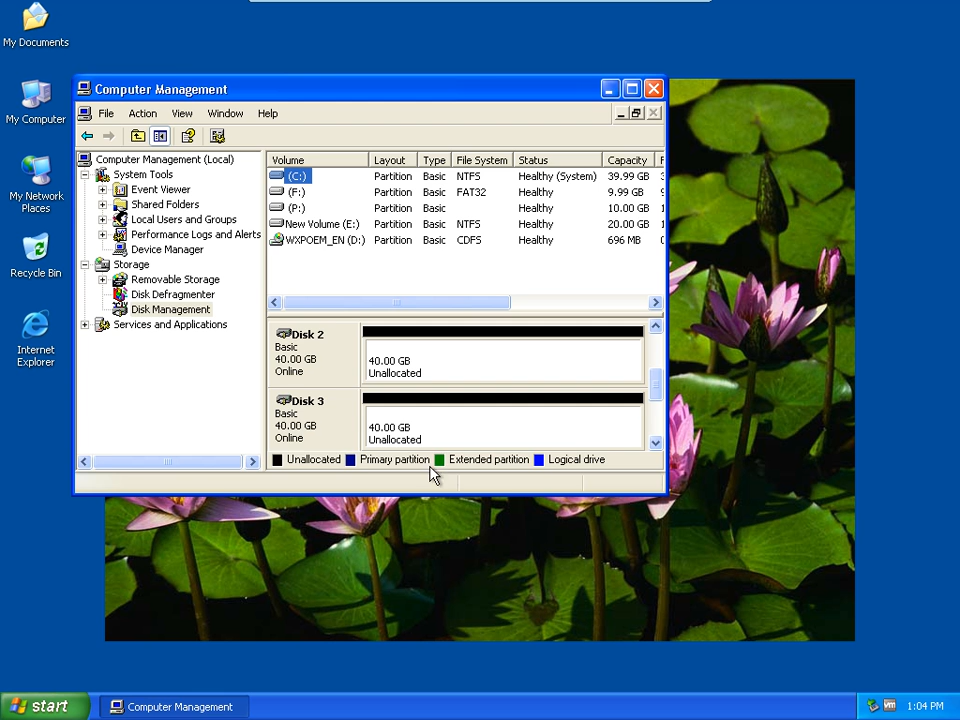 My Documents
My Computer
My Network
Places
Recycle Bin
Internet
Explorer
Computer Management
File Action View Window Help
Computer Management (Local)
System Tools
Event Viewer
Shared Folders
Local Users and Groups
Performance Logs and Alerts
Device Manager
Storage
Removable Storage
Disk Defragmenter
Disk Management
Services and Applications
Volume Layout Type File System Status Capacity F
(C:) Partition Basic NTFS Healthy (System) 39.99 GB 3
(F:) Partition Basic FAT32 Healthy 9.99 GB 9
(P:) Partition Basic Healthy 10.00 GB 1
New Volume (E:) Partition Basic NTFS Healthy 20.00 GB 1
WXPOEM_EN (D:) Partition Basic CDFS Healthy 696 MB 0
Disk 2
Basic
40.00 GB
Online
40.00 GB
Unallocated
Disk 3
Basic
40.00 GB
Online
40.00 GB
Unallocated
Unallocated Primary partition Extended partition Logical drive
start
Computer Management
vm
1:04 PM